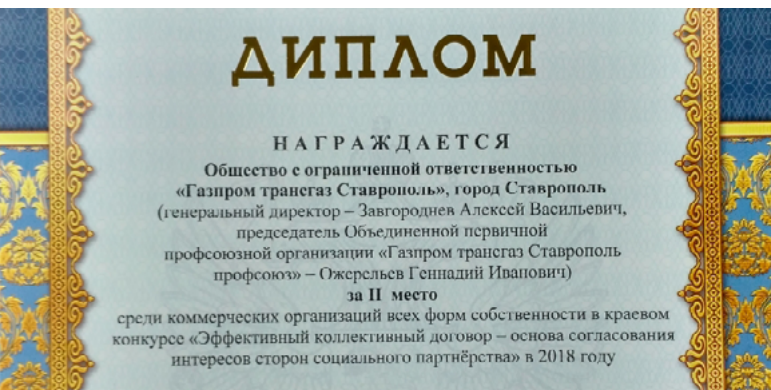 ДИПЛОМ
НАГРАЖДАЕТСЯ
Общество с ограниченной ответственностью
«Газпром трансгаз Ставрополь», город Ставрополь
(генеральный директор – Завгороднев Алексей Васильевич,
председатель Объединенной первичной
профсоюзной организации «Газпром трансгаз Ставрополь
профсоюз» – Ожерельев Геннадий Иванович)
за II место
среди коммерческих организаций всех форм собственности в краевом
конкурсе «Эффективный коллективный договор – основа согласования
интересов сторон социального партнёрства» в 2018 году